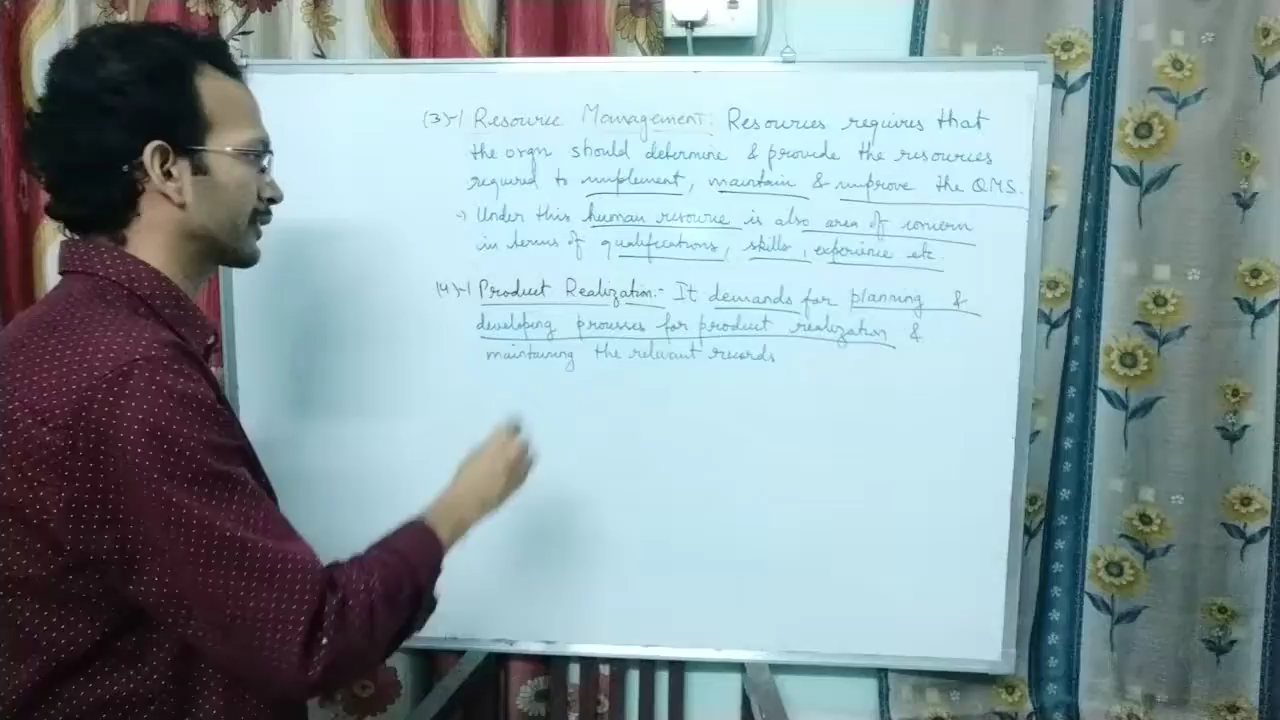 (3)-) Resource Management: Resources requires that
the orgn should determine & provide the resources
required to implement, maintain & improve the QMS.
-) Under this human resource is also area of concern
in terms of qualifications, skills, experience etc.
(4)-) Product Realization:- It demands for planning &
developing processes for product realization &
maintaining the relevant records